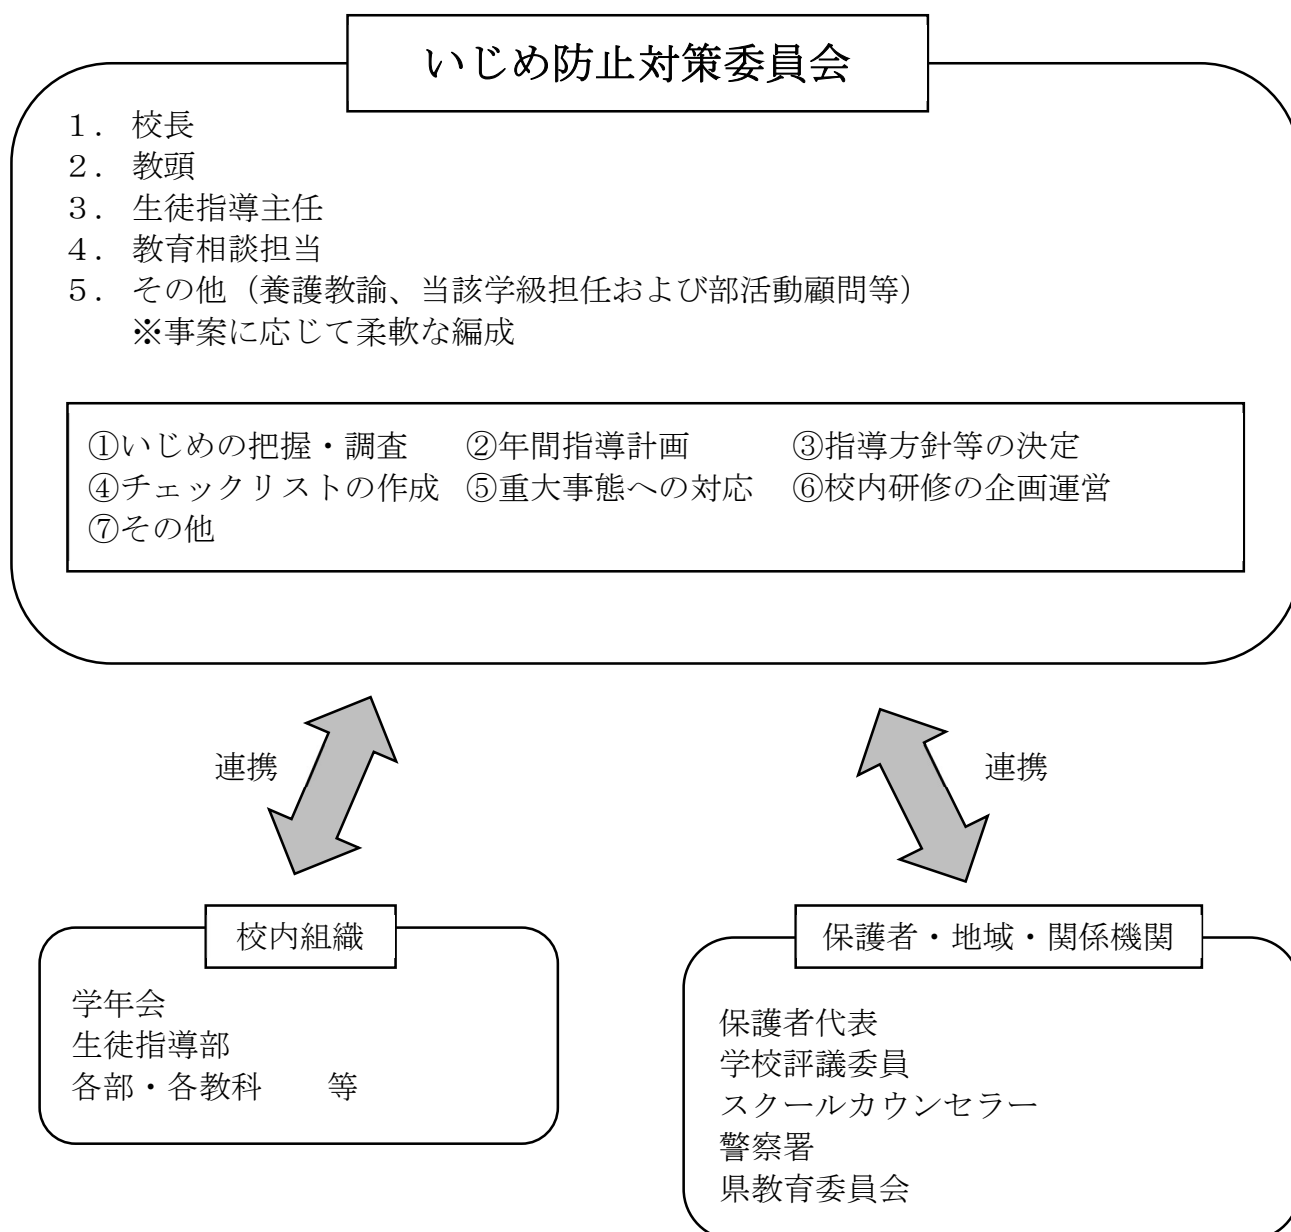 いじめ防止対策委員会
1. 校長
2. 教頭
3. 生徒指導主任
4. 教育相談担当
5. その他（養護教諭、当該学級担任および部活動顧問等）
※事案に応じて柔軟な編成
①いじめの把握・調査 ②年間指導計画 ③指導方針等の決定
④チェックリストの作成 ⑤重大事態への対応 ⑥校内研修の企画運営
⑦その他
連携
連携
校内組織
学年会
生徒指導部
各部・各教科 等
保護者・地域・関係機関
保護者代表
学校評議委員
スクールカウンセラー
警察署
県教育委員会